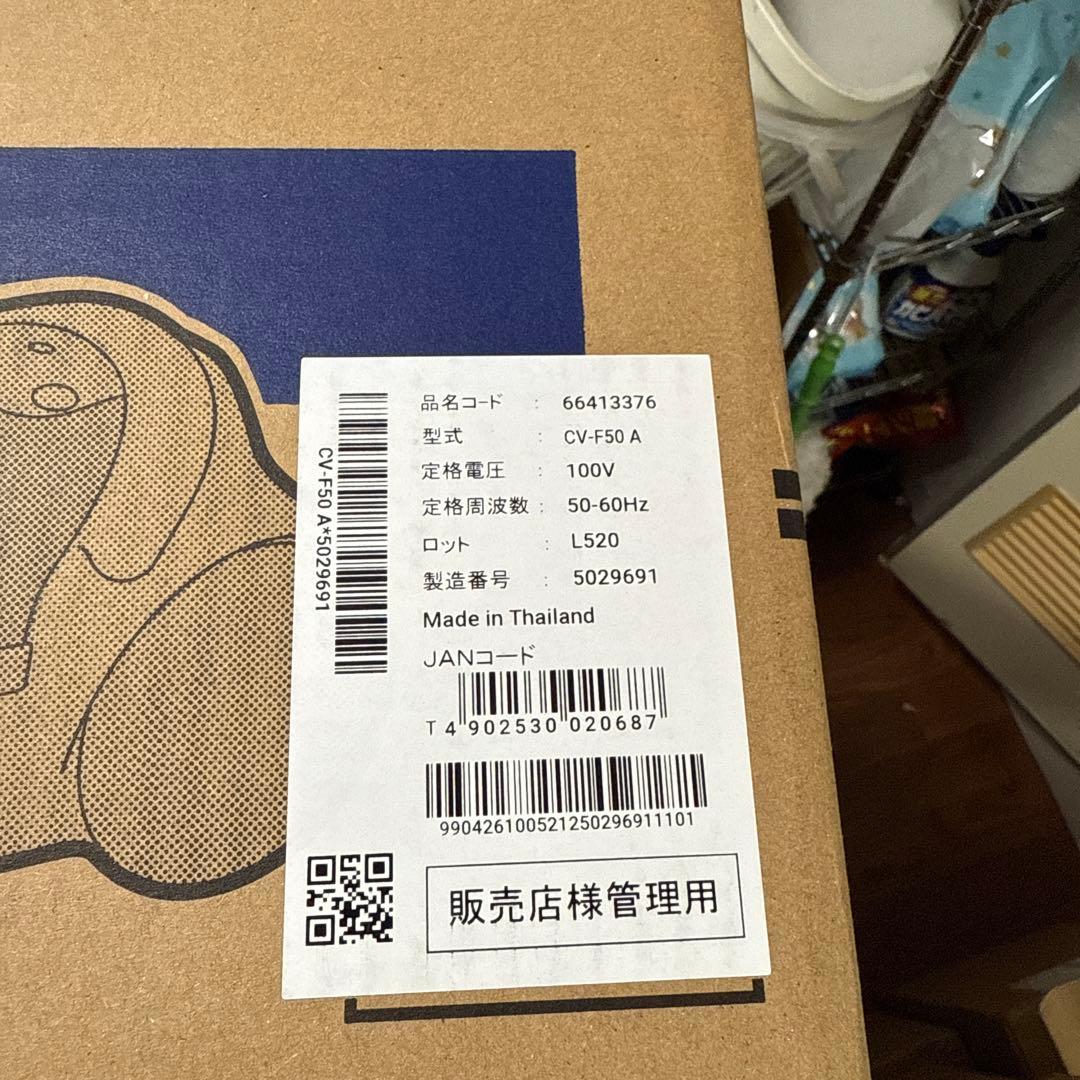 品名コード : 66413376
型式 : CV-F50 A
定格電圧 : 100V
定格周波数 : 50-60Hz
ロット : L520
製造番号 : 5029691
Made in Thailand
JANコード
T 4 902530 020687
990426100521250296911101
販売店様管理用
CV-F50 A*5029691